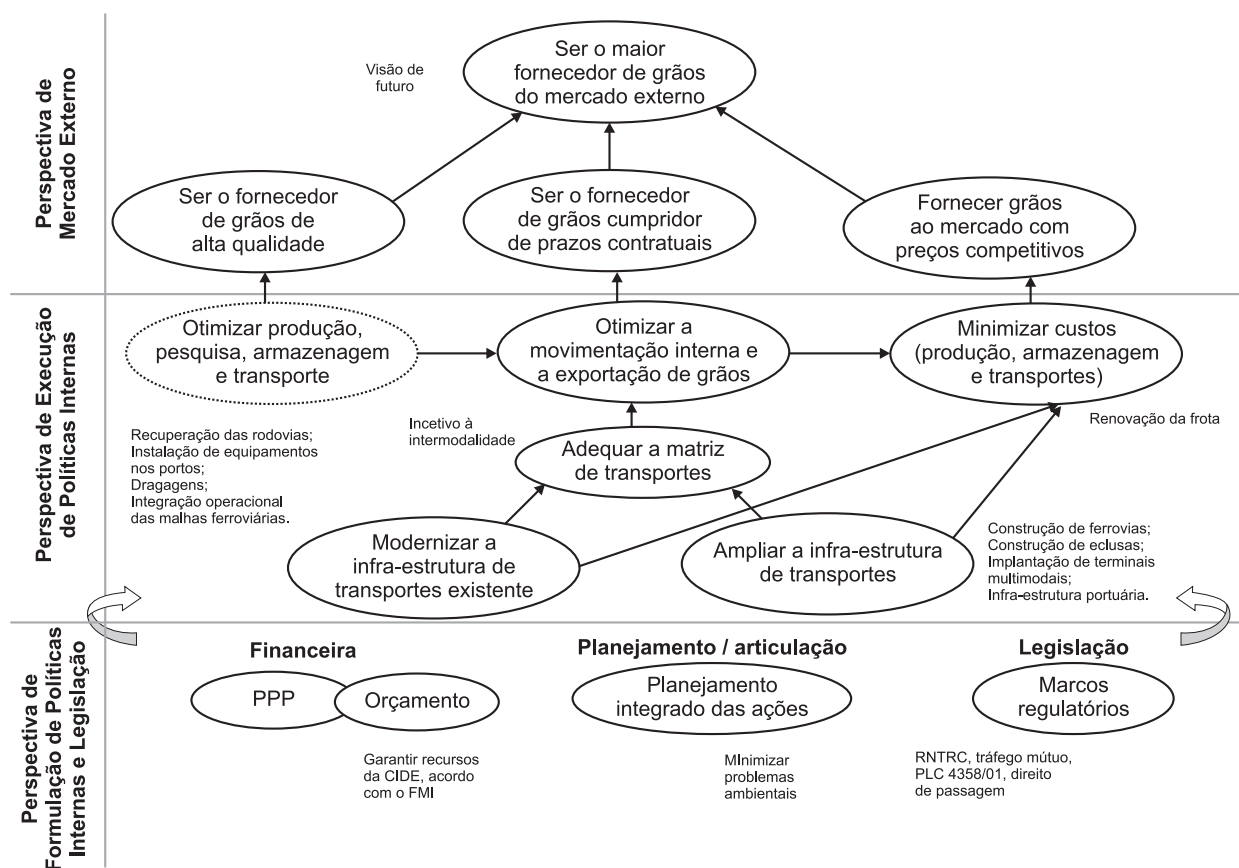 Perspectiva de
Mercado Externo
Visão de
futuro
Ser o maior
fornecedor de grãos
do mercado externo
Ser o fornecedor
de grãos de
alta qualidade
Ser o fornecedor
de grãos cumpridor
de prazos contratuais
Fornecer grãos
ao mercado com
preços competitivos
Perspectiva de Execução
de Políticas Internas
Otimizar produção,
pesquisa, armazenagem
e transporte
Otimizar a
movimentação interna e
a exportação de grãos
Minimizar custos
(produção, armazenagem
e transportes)
Recuperação das rodovias;
Instalação de equipamentos
nos portos;
Dragagens;
Integração operacional
das malhas ferroviárias.
Incetivo à
intermodalidade
Renovação da frota
Adequar a matriz
de transportes
Modernizar a
infra-estrutura de
transportes existente
Ampliar a infra-estrutura
de transportes
Construção de ferrovias;
Construção de eclusas;
Implantação de terminais
multimodais;
Infra-estrutura portuária.
Perspectiva de
Formulação de Políticas
Internas e Legislação
Financeira
PPP
Orçamento
Garantir recursos
da CIDE, acordo
com o FMI
Planejamento / articulação
Planejamento
integrado das ações
MInimizar
problemas
ambientais
Legislação
Marcos
regulatórios
RNTRC, tráfego mútuo,
PLC 4358/01, direito
de passagem